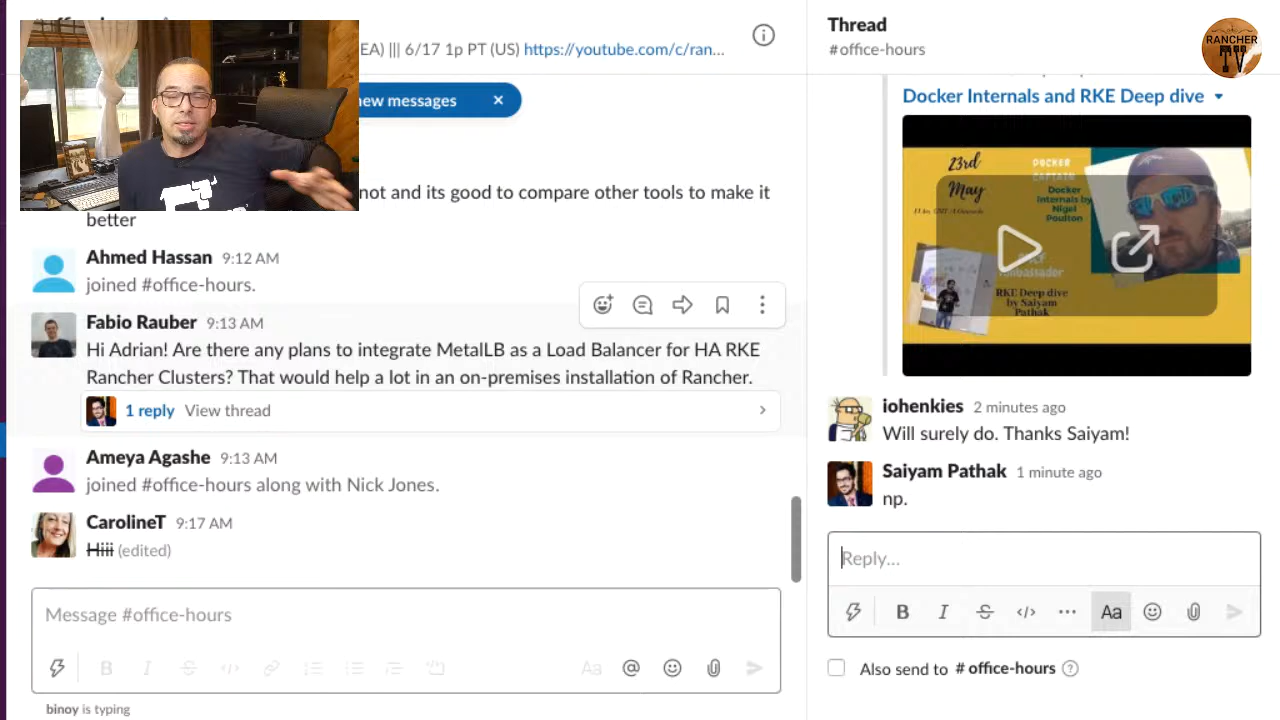 EA) ||| 6/17 1p PT (US) https://youtube.com/c/ran...
new messages
not and its good to compare other tools to make it
better
Ahmed Hassan 9:12 AM
joined #office-hours.
Fabio Rauber 9:13 AM
Hi Adrian! Are there any plans to integrate MetalLB as a Load Balancer for HA RKE
Rancher Clusters? That would help a lot in an on-premises installation of Rancher.
1 reply View thread
Ameya Agashe 9:13 AM
joined #office-hours along with Nick Jones.
CarolineT 9:17 AM
Hiii (edited)
Message #office-hours
Aa
binoy is typing
Thread
#office-hours
RANCHER
TV
Docker Internals and RKE Deep dive
23rd
May
DOCKER
CAPTAIN
Docker
Internals by
Nigel
Poulton
RKE Deep dive
by Saiyam
Pathak
iohenkies 2 minutes ago
Will surely do. Thanks Saiyam!
Saiyam Pathak 1 minute ago
np.
Reply...
B I S </> ... Aa
Also send to # office-hours